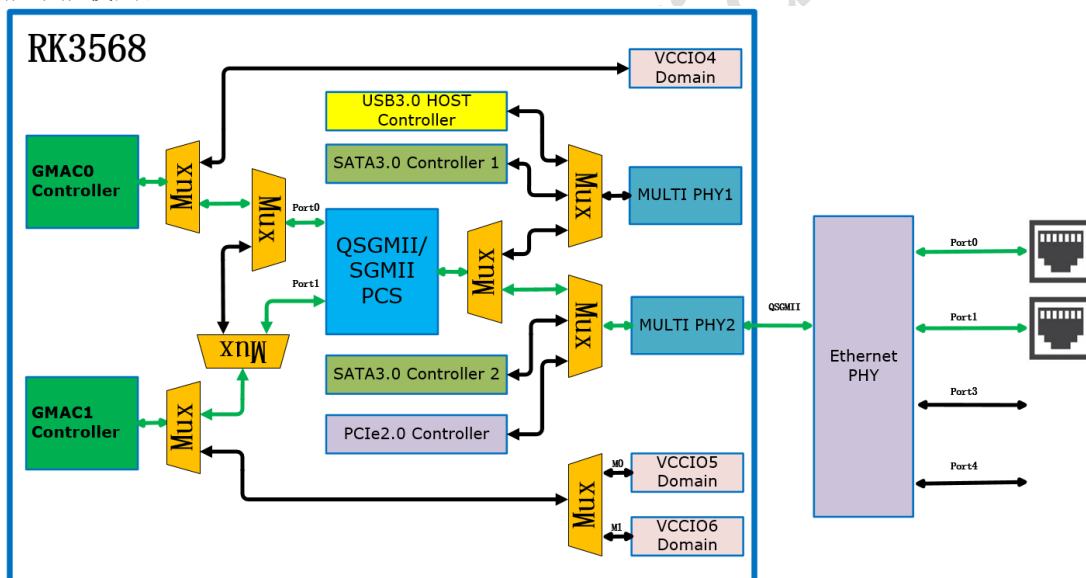 RK3568
VCCIO4
Domain
USB3.0 HOST
Controller
GMAC0
Controller
Mux
SATA3.0 Controller 1
Mux
Mux
MULTI PHY1
Port0
QSGMII/
SGMII
PCS
Mux
Port1
Mux
Mux
MULTI PHY2
QSGMII
Ethernet
PHY
Port0
Port1
Port3
Port4
SATA3.0 Controller 2
GMAC1
Controller
Mux
PCIe2.0 Controller
Mux
M0
VCCIO5
Domain
M1
VCCIO6
Domain